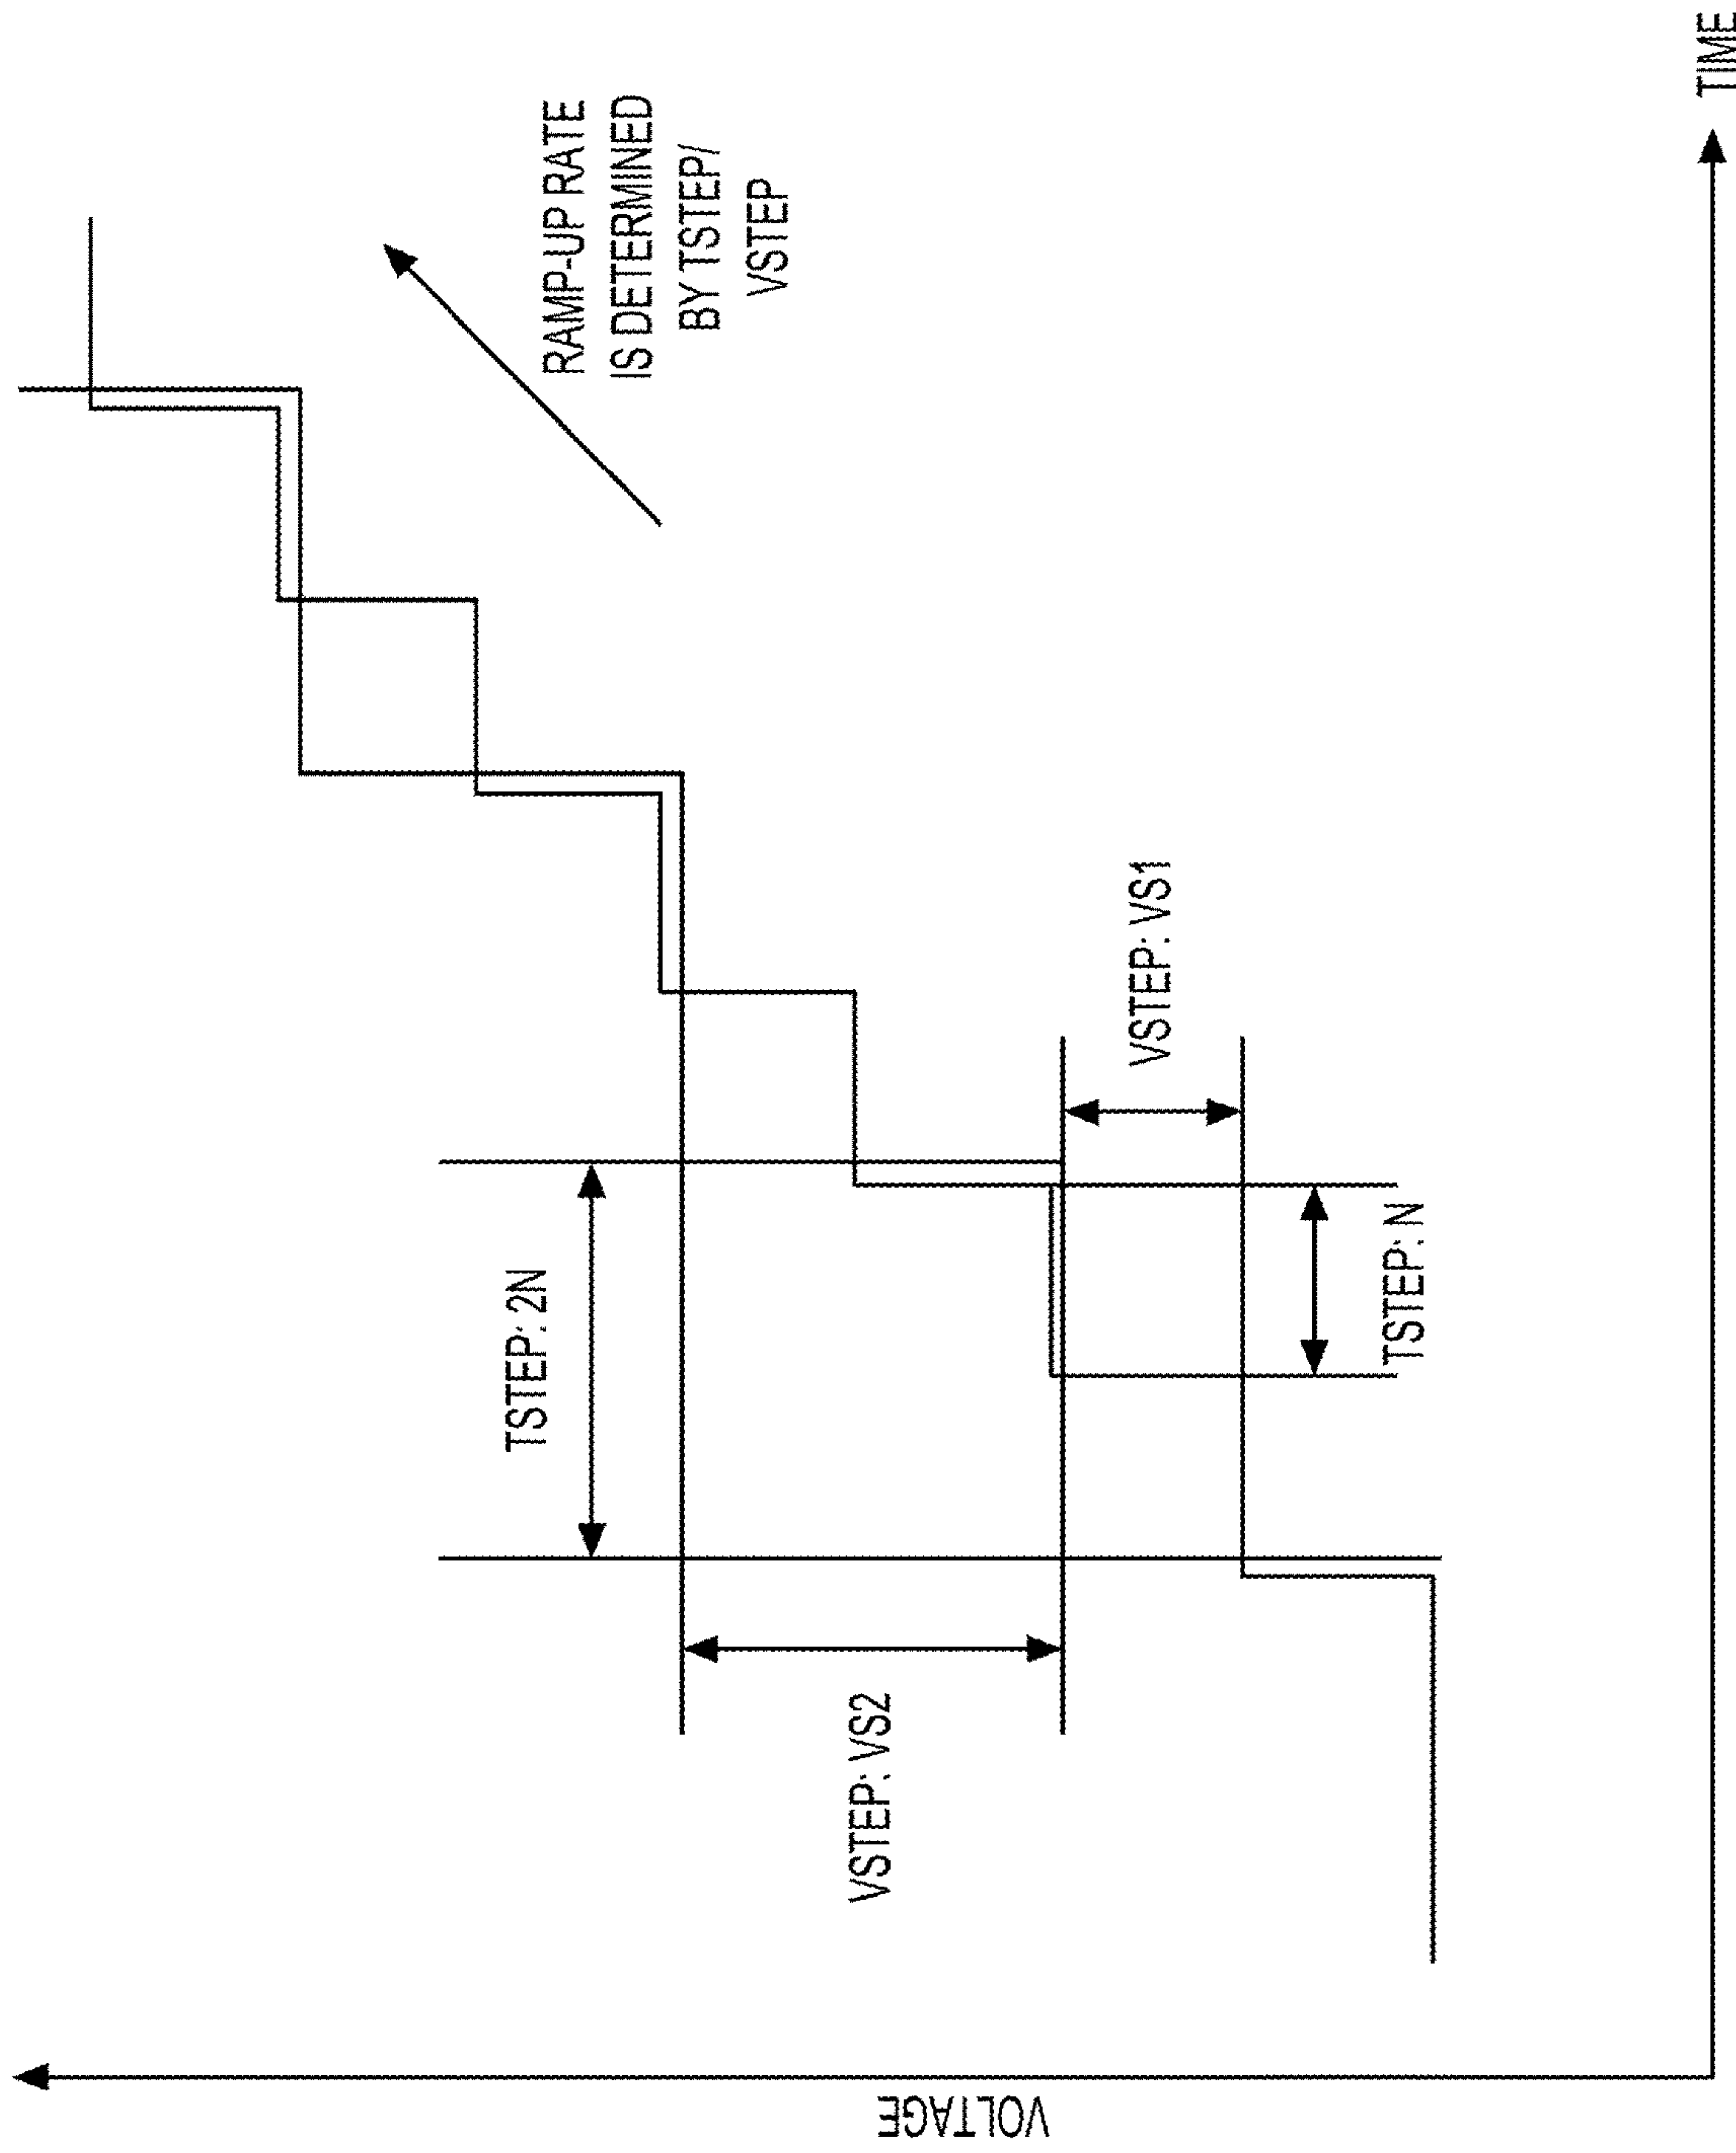 VOLTAGE
VSTEP: VS2
TSTEP: 2N
TSTEP: N
VSTEP: VS1
RAMP-UP RATE
IS DETERMINED
BY TSTEP/
VSTEP
TIME